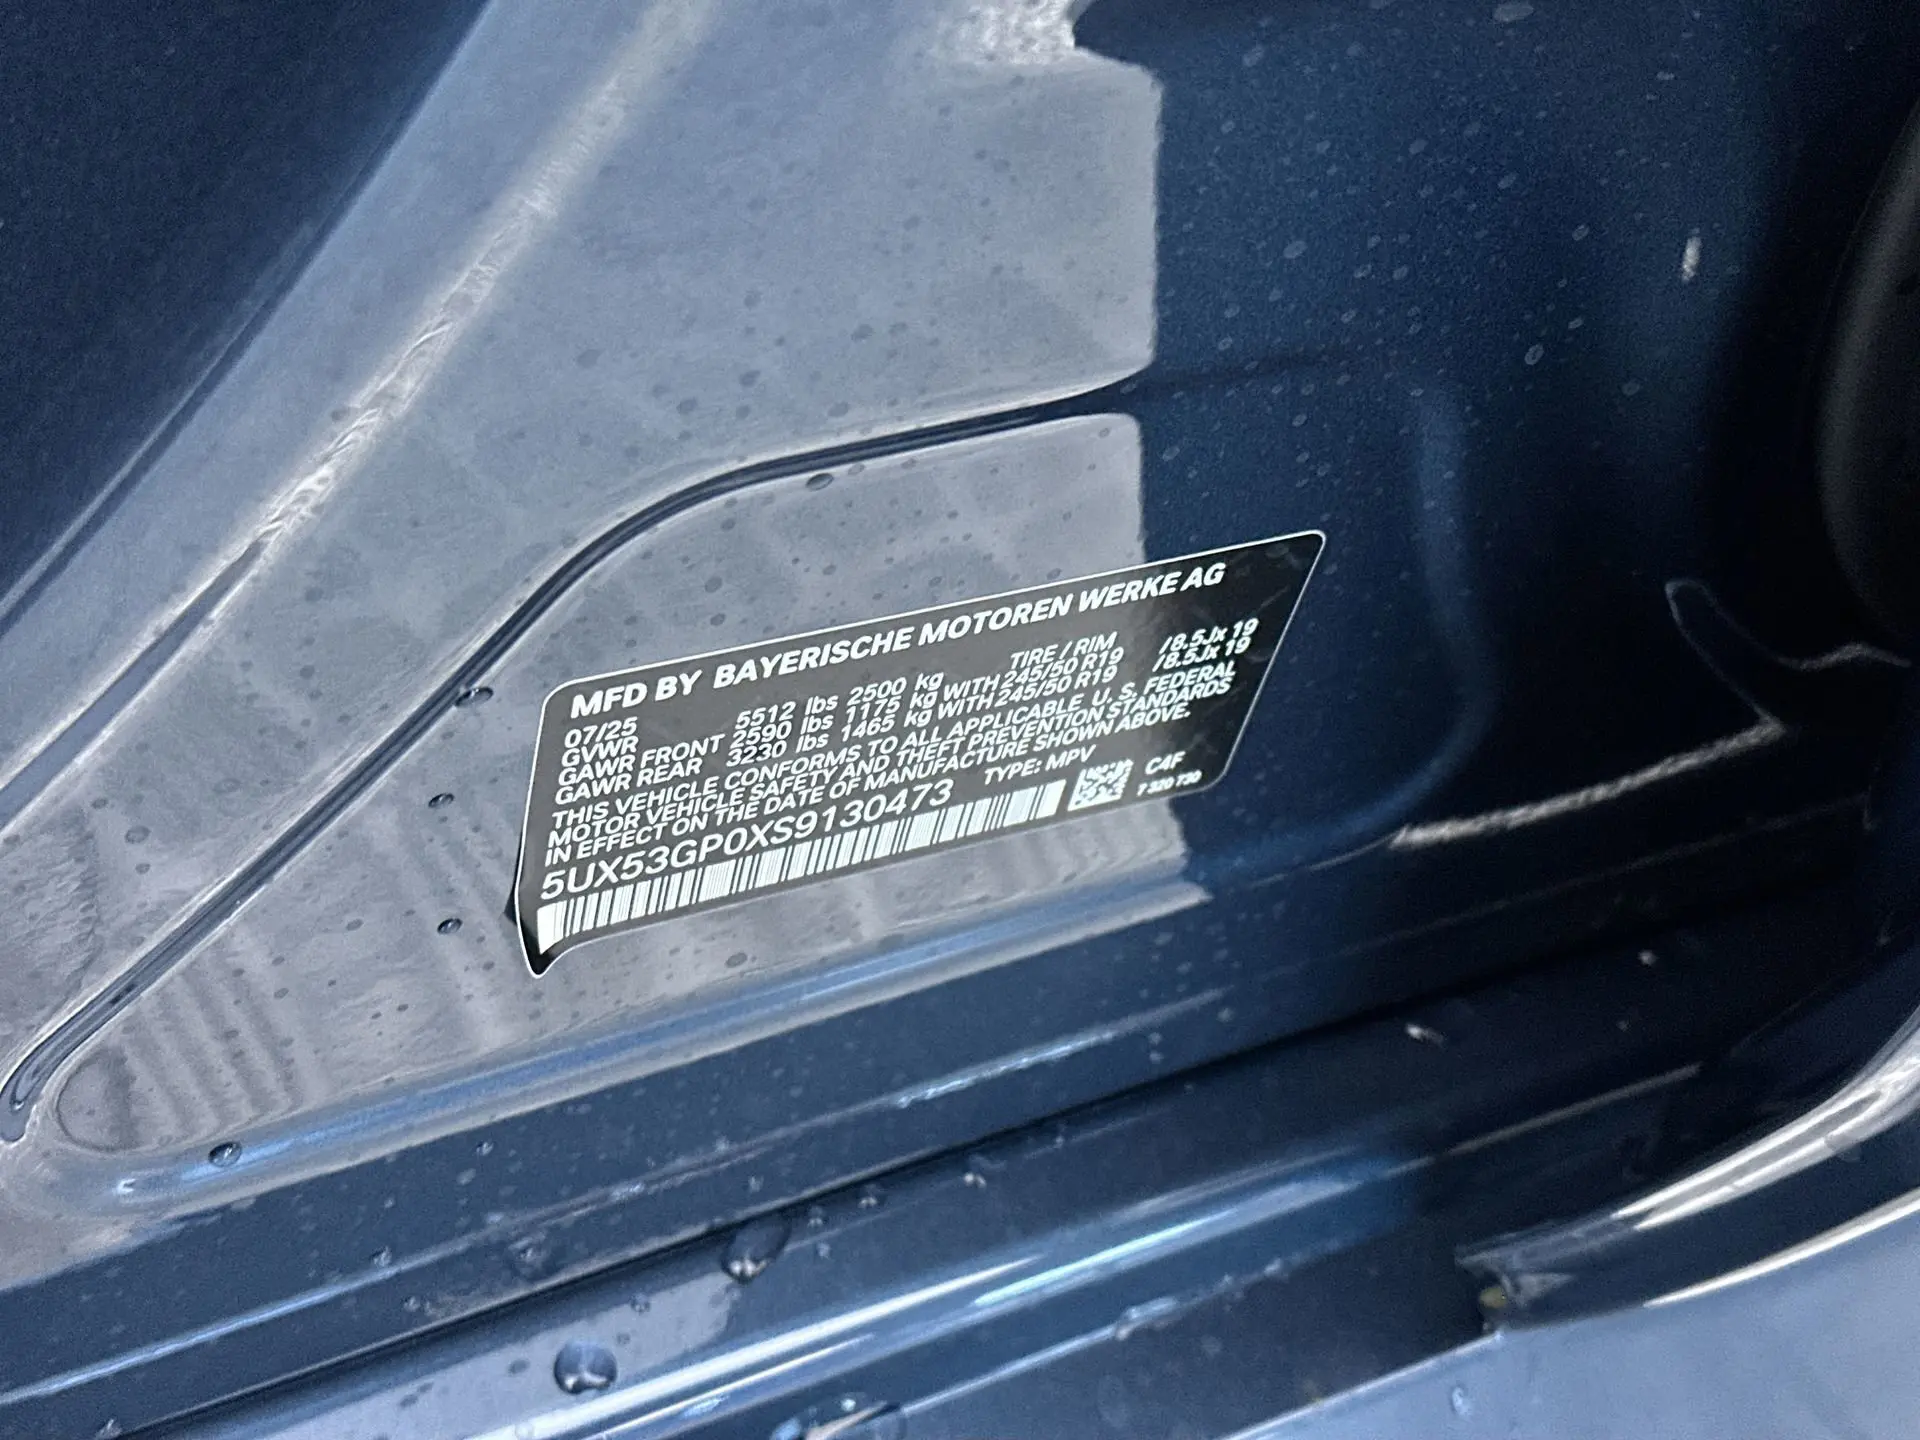 MFD BY BAYERISCHE MOTOREN WERKE AG
07/25 TIRE / RIM
GVWR 5512 lbs 2500 kg
GAWR FRONT 2590 lbs 1175 kg WITH 245/50 R19 /8.5Jx 19
GAWR REAR 3230 lbs 1465 kg WITH 245/50 R19 /8.5Jx 19
THIS VEHICLE CONFORMS TO ALL APPLICABLE U. S. FEDERAL
MOTOR VEHICLE SAFETY AND THEFT PREVENTION STANDARDS
IN EFFECT ON THE DATE OF MANUFACTURE SHOWN ABOVE.
5UX53GP0XS9130473 TYPE: MPV
C4F
7 320 730